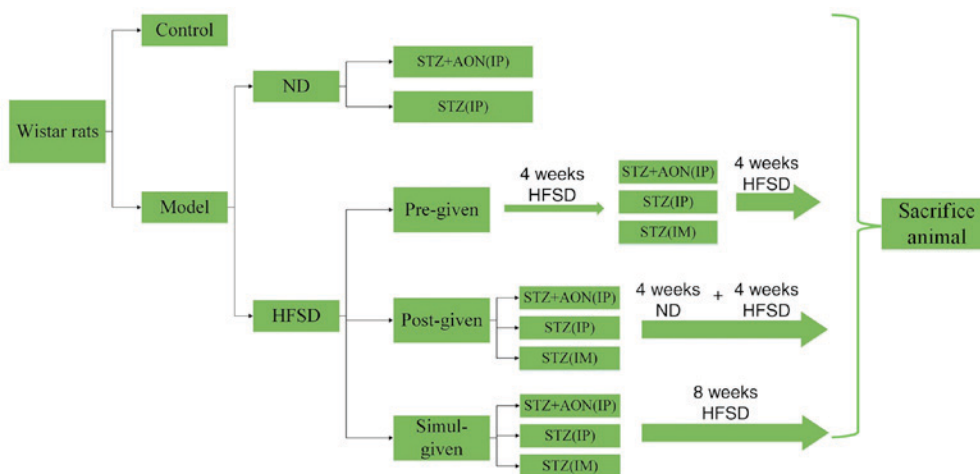 Wistar rats
Control
Model
ND
STZ+AON(IP)
STZ(IP)
HFSD
Pre-given
4 weeks
HFSD
STZ+AON(IP)
STZ(IP)
STZ(IM)
4 weeks
HFSD
Post-given
STZ+AON(IP)
STZ(IP)
STZ(IM)
4 weeks + 4 weeks
ND HFSD
Simul-
given
STZ+AON(IP)
STZ(IP)
STZ(IM)
8 weeks
HFSD
Sacrifice
animal